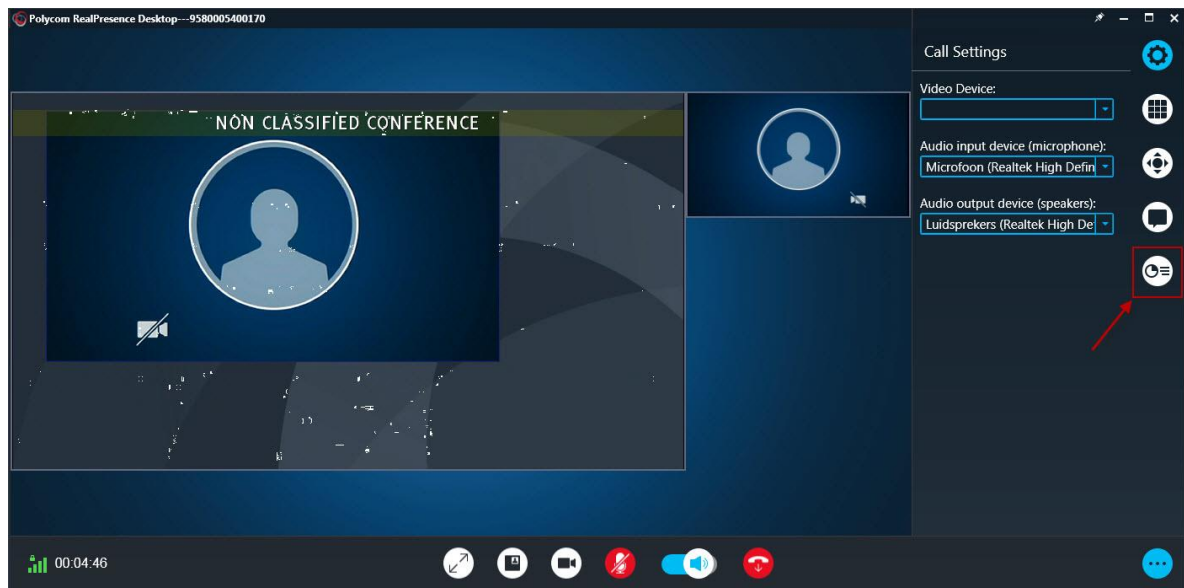 Polycom RealPresence Desktop---9580005400170
Call Settings
Video Device:
NON CLASSIFIED CONFERENCE
Audio input device (microphone):
Microfoon (Realtek High Defin
Audio output device (speakers):
Luidsprekers (Realtek High De
00:04:46